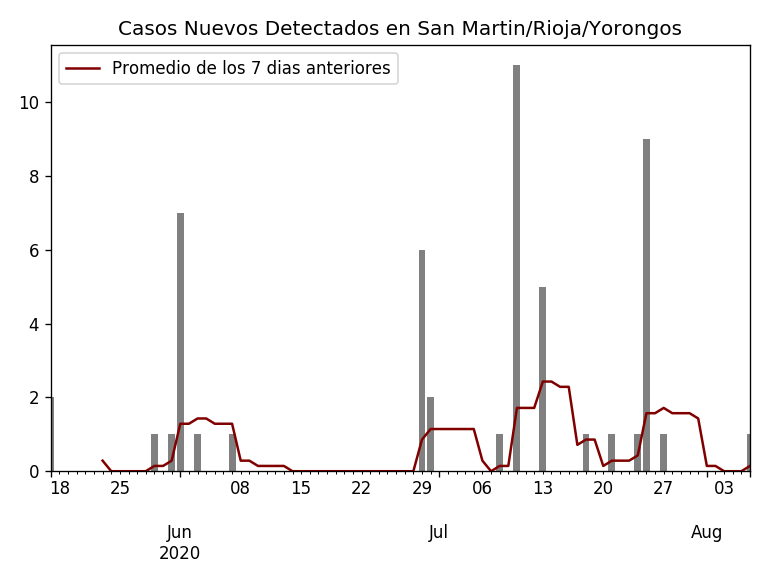 Casos Nuevos Detectados en San Martin/Rioja/Yorongos
Promedio de los 7 dias anteriores
10
8
6
4
2
0
18 25 08 15 22 29 06 13 20 27 03
Jun Jul Aug
2020